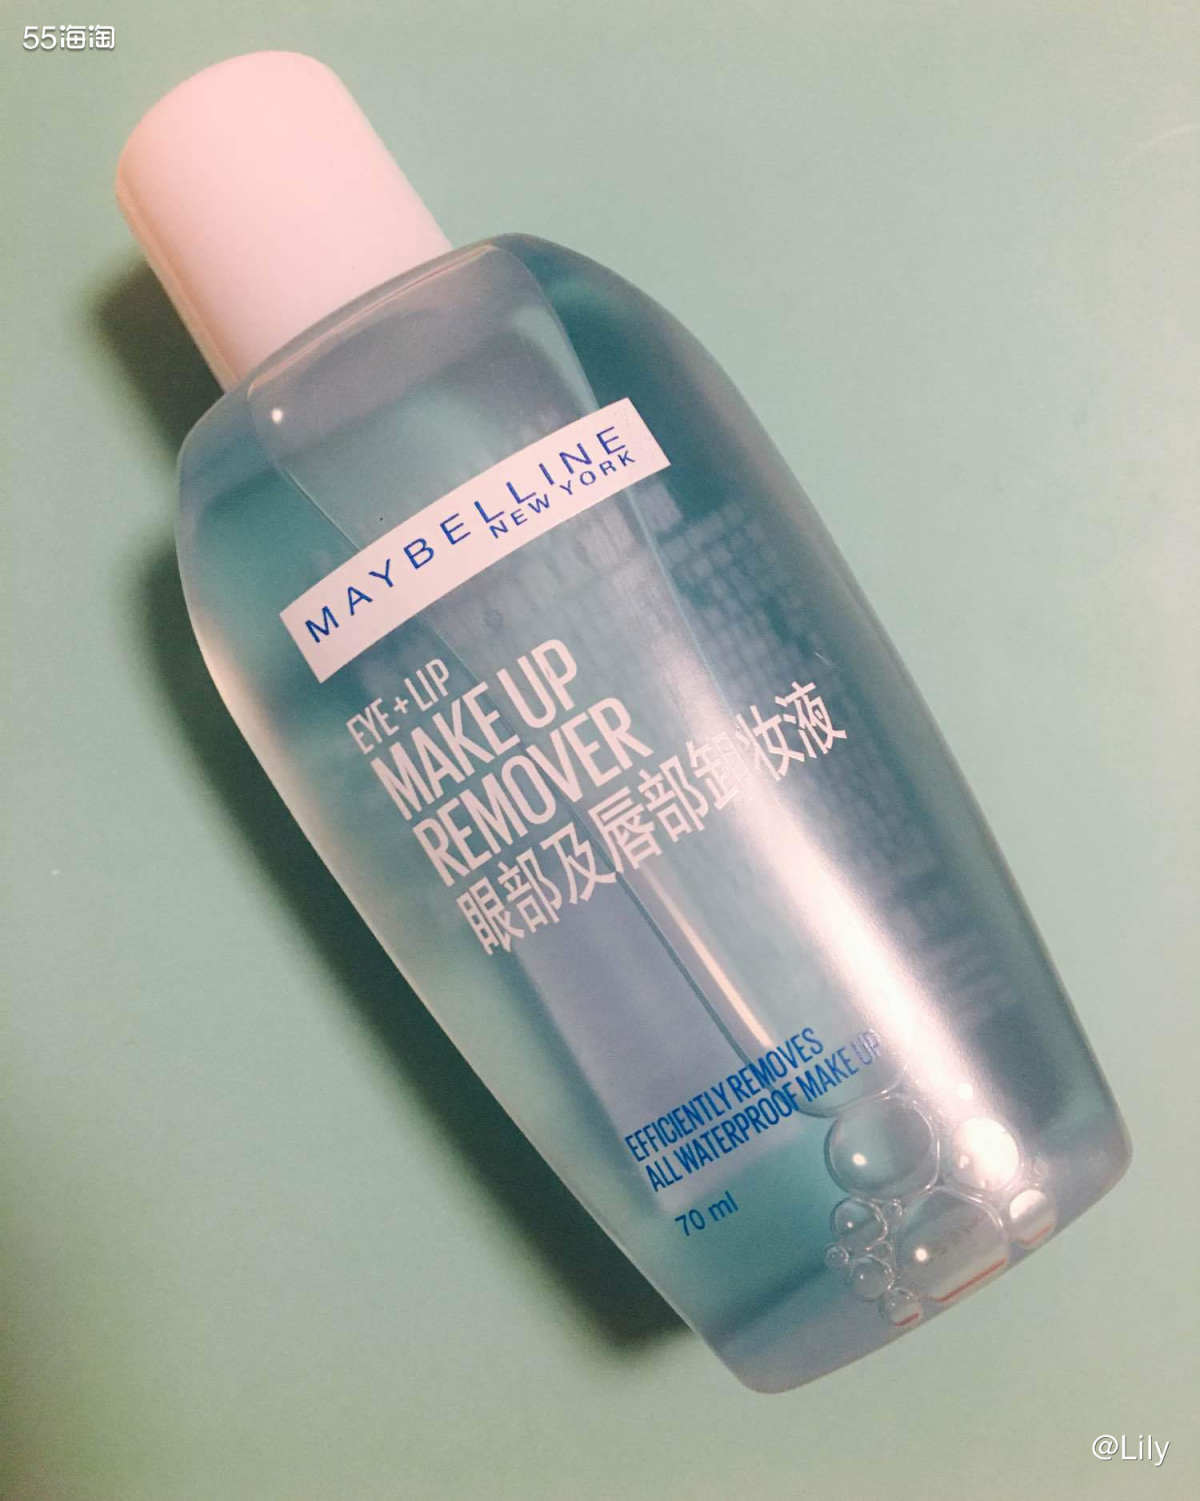 55海淘
MAYBELLINE
NEW YORK
EYE+LIP
MAKE UP
REMOVER
眼部及唇部卸妆液
EFFICIENTLY REMOVES
ALL WATERPROOF MAKE UP
70 ml
@Lily